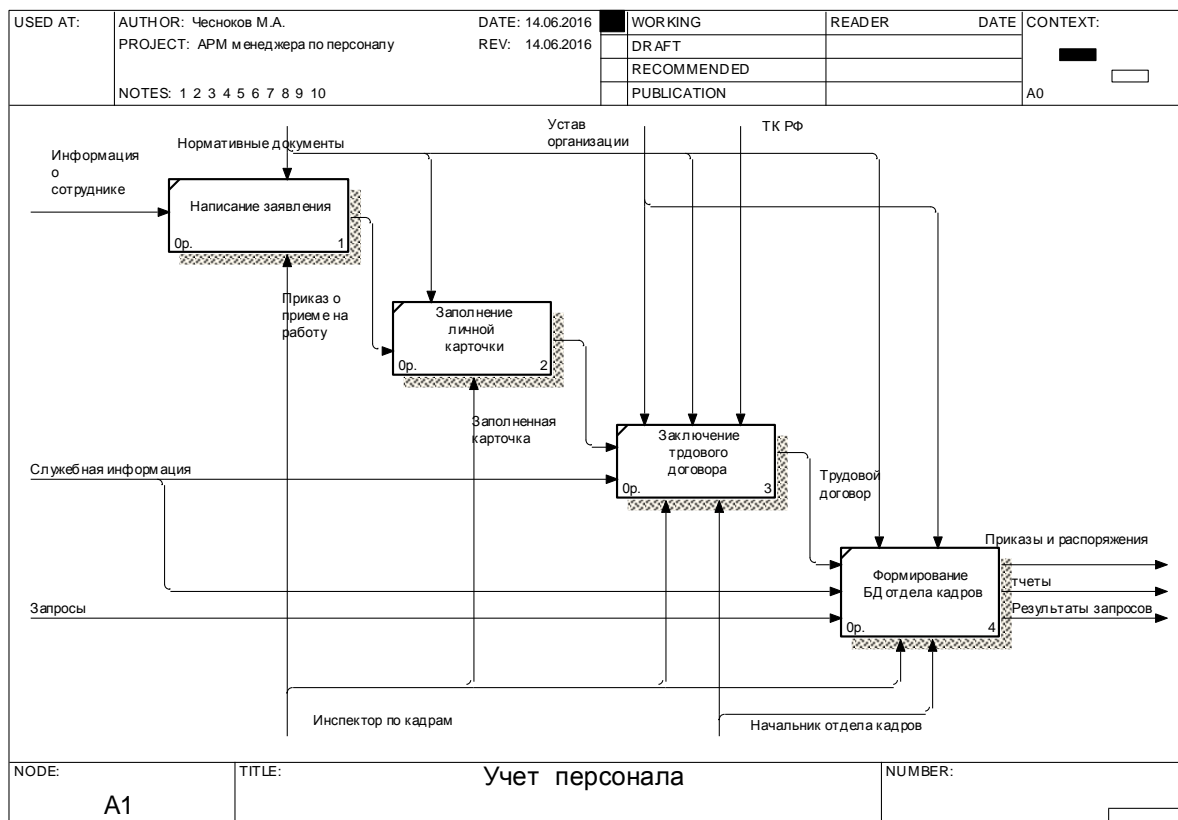 USED AT:
AUTHOR: Чесноков М.А.
DATE: 14.06.2016
PROJECT: АРМ менеджера по персоналу
REV: 14.06.2016
NOTES: 1 2 3 4 5 6 7 8 9 10
WORKING
DRAFT
RECOMMENDED
PUBLICATION
READER
DATE
CONTEXT:
A0
Информация
о
сотруднике
Нормативные документы
Устав
организации
ТК РФ
Написание заявления
0р.
1
Приказ о
приеме на
работу
Заполнение
личной
карточки
0р.
2
Заполненная
карточка
Заключение
трдового
договора
0р.
3
Служебная информация
Трудовой
договор
Формирование
БД отдела кадров
0р.
4
Приказы и распоряжения
тчеты
Результаты запросов
Запросы
Инспектор по кадрам
Начальник отдела кадров
NODE:
A1
TITLE:
Учет персонала
NUMBER: